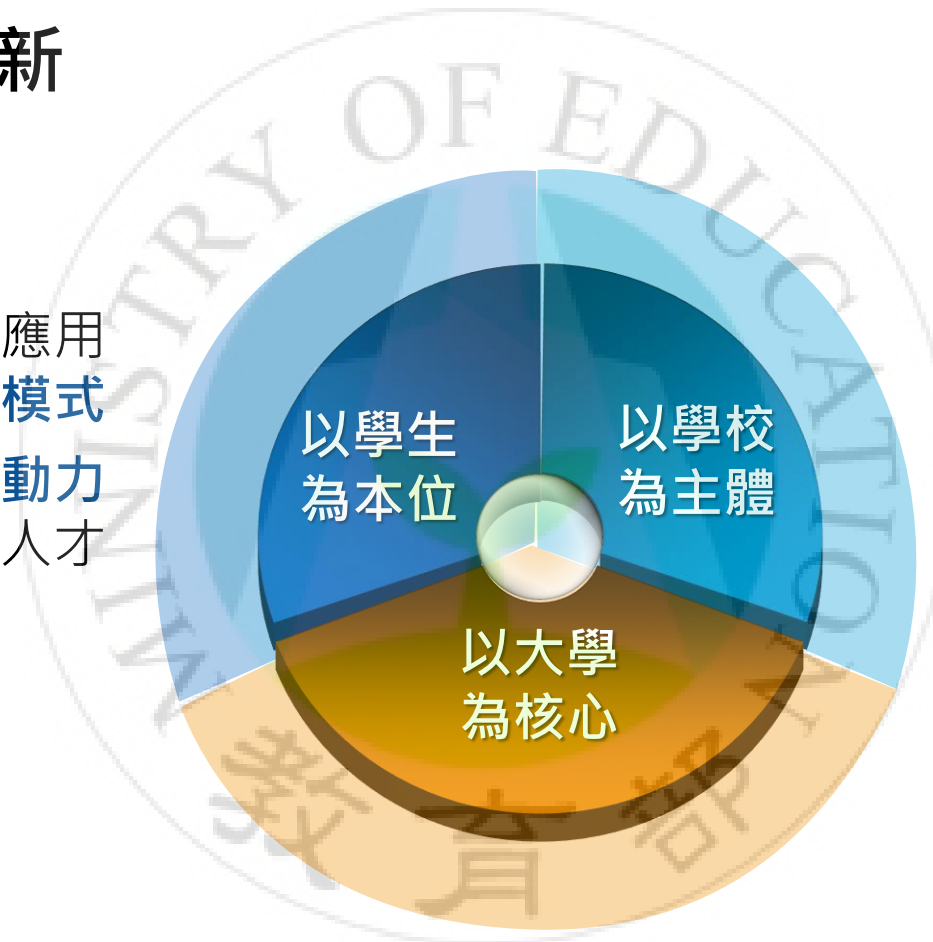 新
應用
模式
動力
人才
以學生
為本位
以學校
為主體
以大學
為核心
MINISTRY OF EDUCATION
教育部